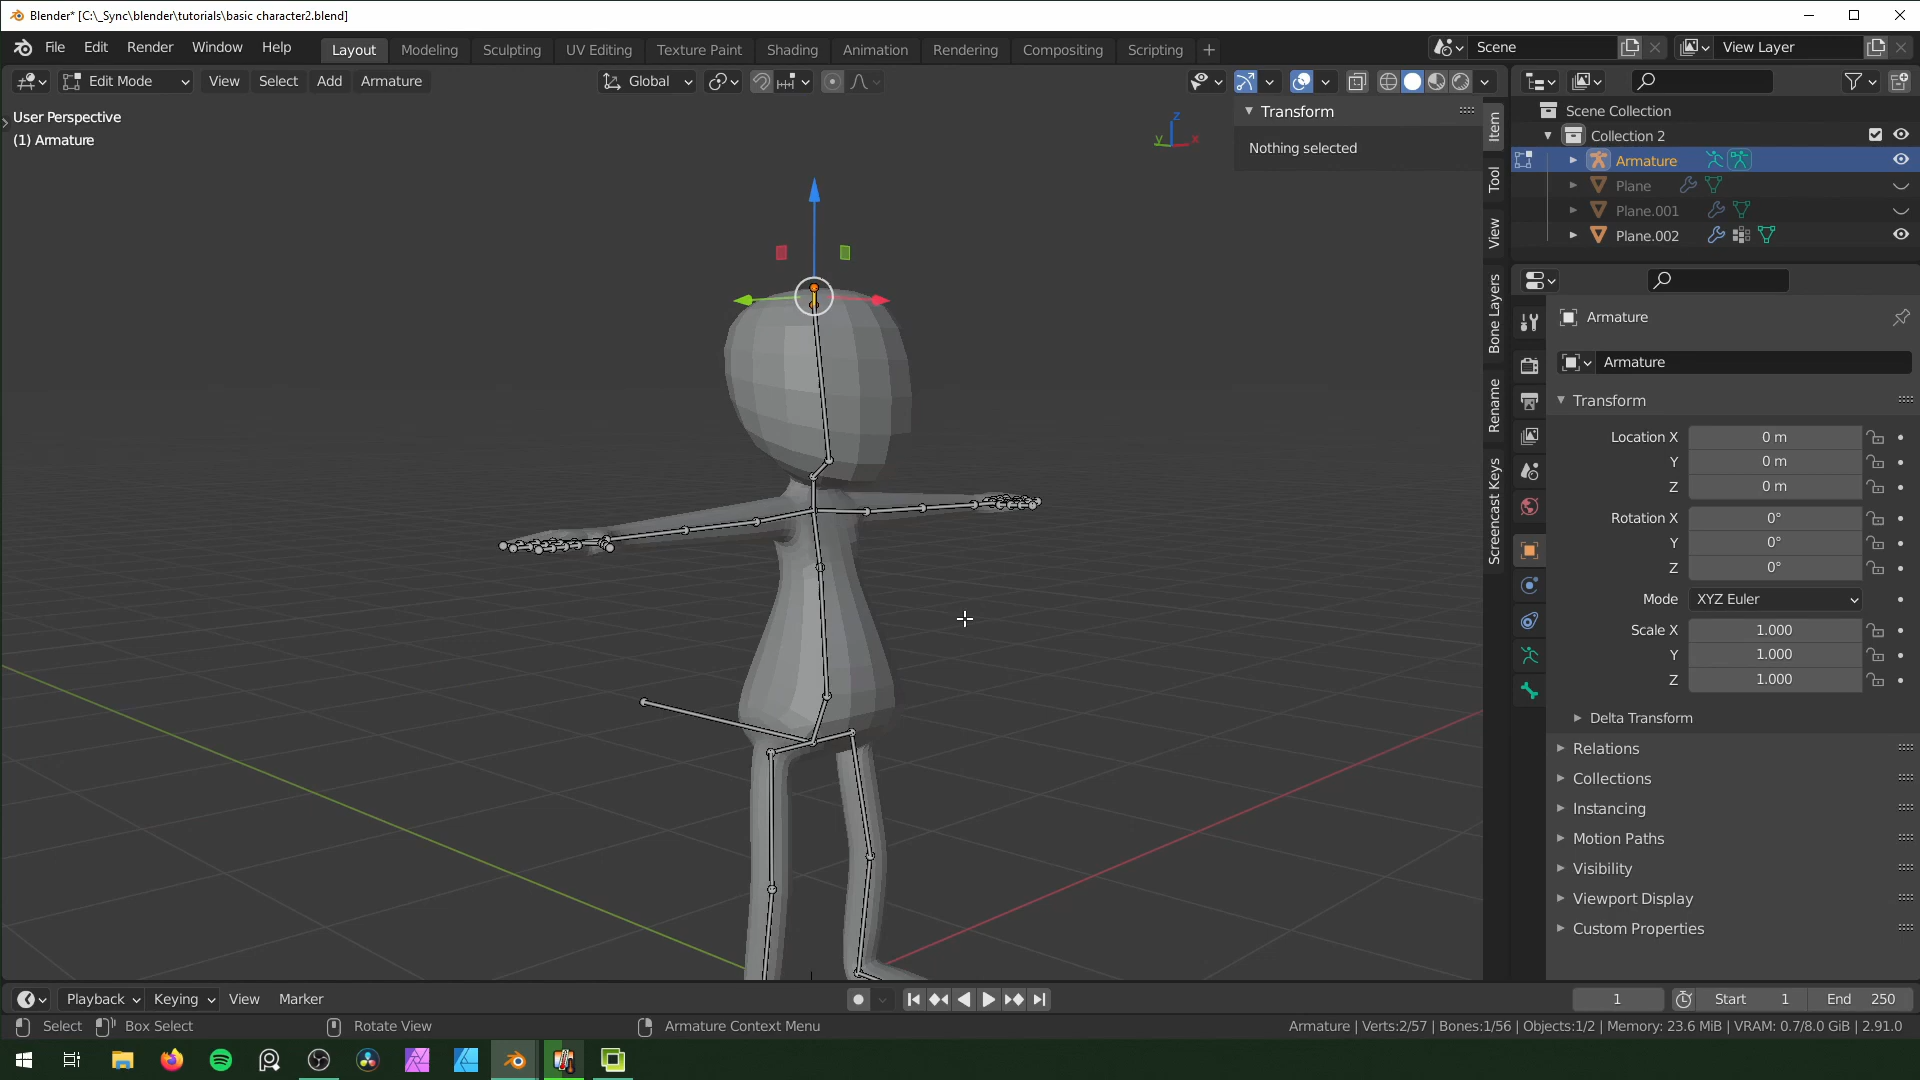 Blender* [C:\_Sync\blender\tutorials\basic character2.blend]
File Edit Render Window Help
Layout Modeling Sculpting UV Editing Texture Paint Shading Animation Rendering Compositing Scripting +
Scene
View Layer
Edit Mode View Select Add Armature
Global
User Perspective
(1) Armature
Z
Y
X
Transform
Nothing selected
Item
Tool
View
Bone Layers
Rename
Screencast Keys
Scene Collection
Collection 2
Armature
Plane
Plane.001
Plane.002
Armature
Armature
Transform
Location X 0 m
Y 0 m
Z 0 m
Rotation X 0°
Y 0°
Z 0°
Mode XYZ Euler
Scale X 1.000
Y 1.000
Z 1.000
Delta Transform
Relations
Collections
Instancing
Motion Paths
Visibility
Viewport Display
Custom Properties
Playback Keying View Marker
1 Start 1 End 250
Select Box Select Rotate View Armature Context Menu
Armature | Verts:2/57 | Bones:1/56 | Objects:1/2 | Memory: 23.6 MiB | VRAM: 0.7/8.0 GiB | 2.91.0